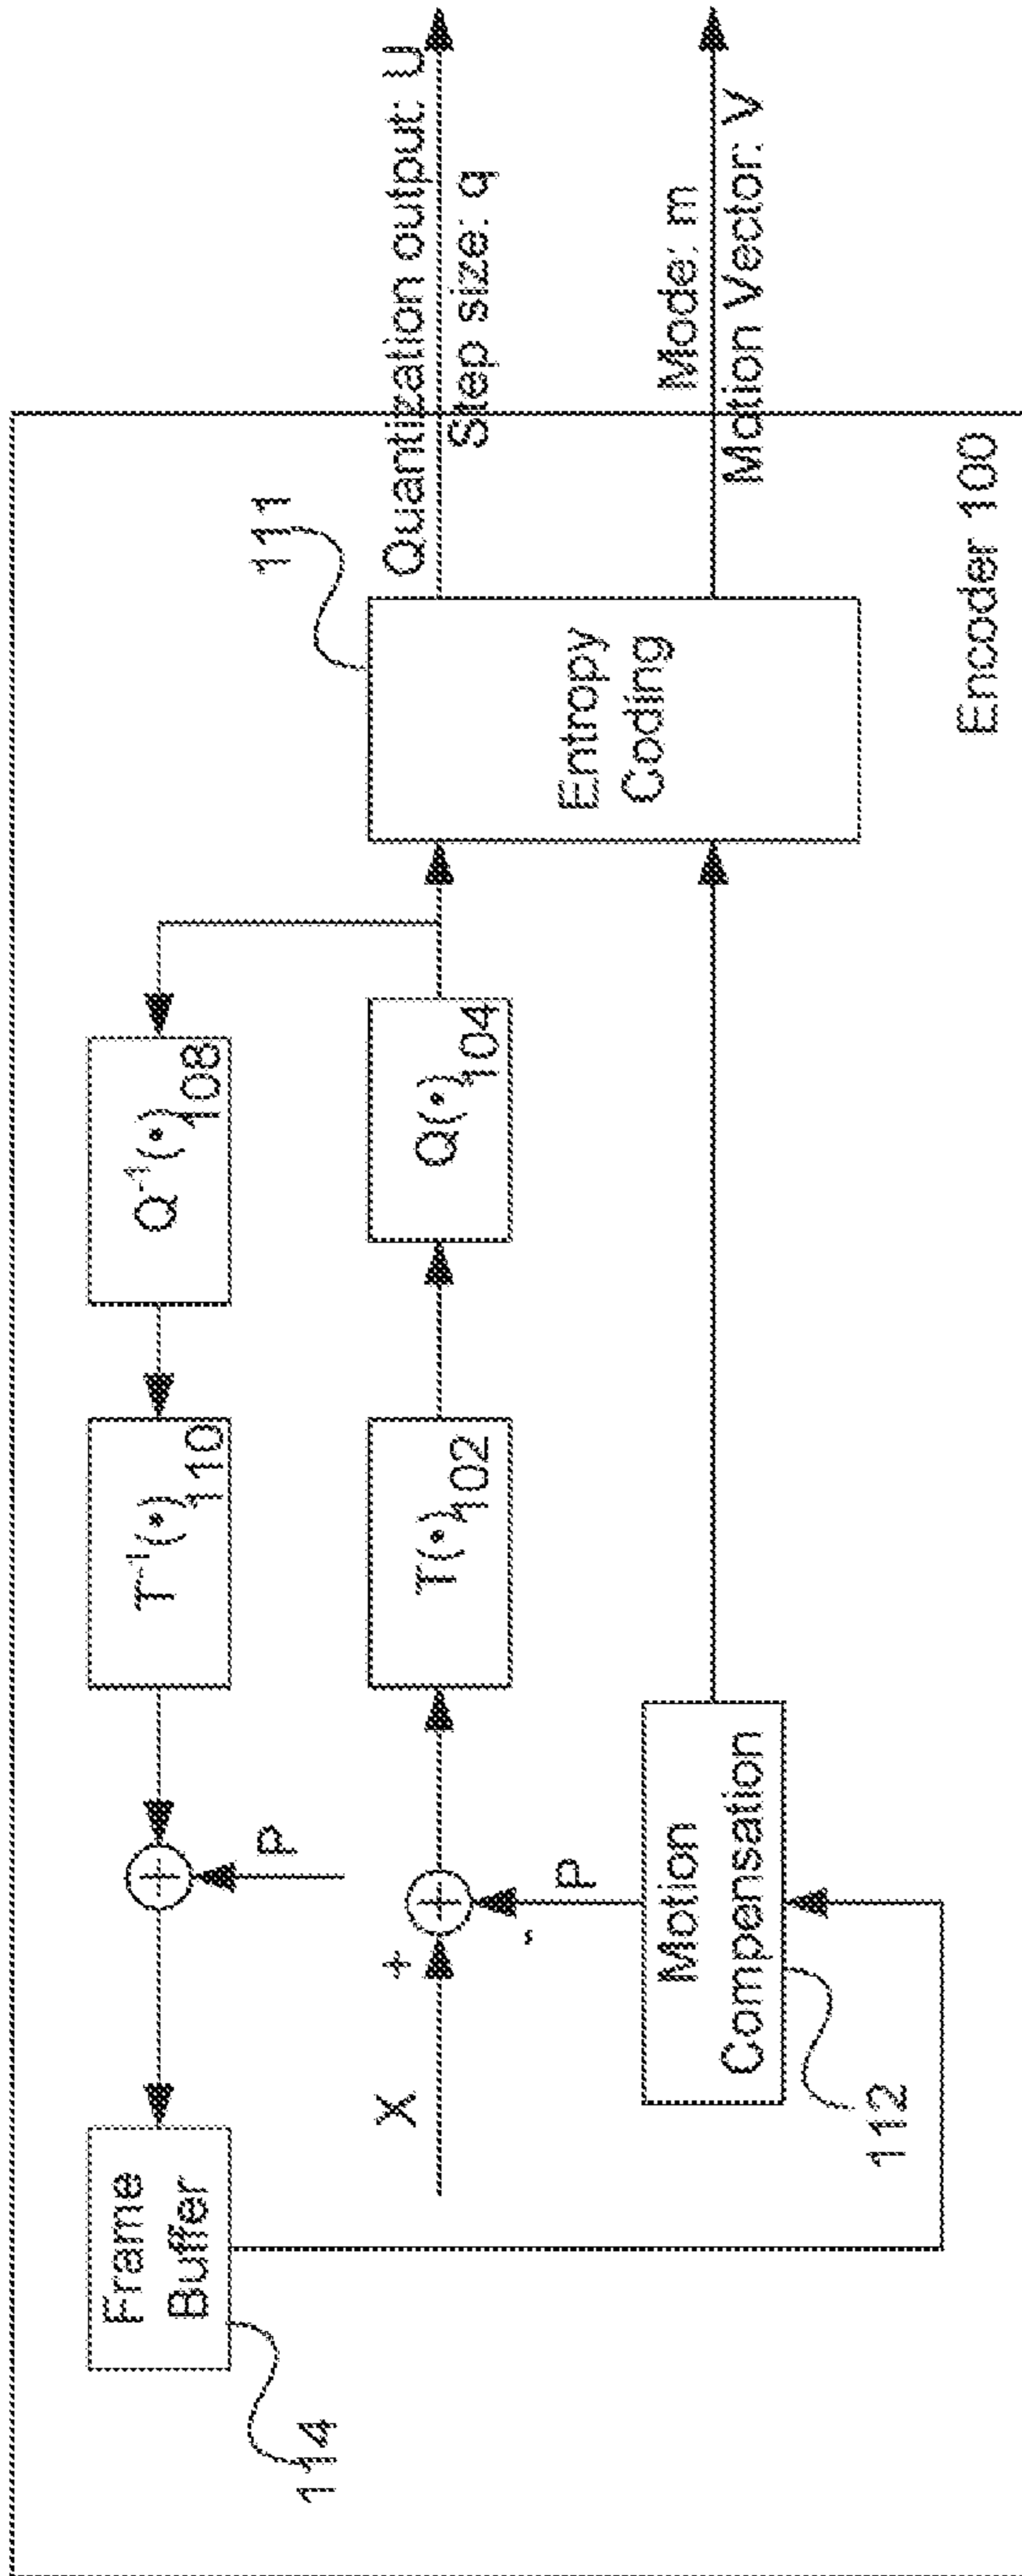 Frame
Buffer
114
P
T⁻¹(•)
110
Q⁻¹(•)
108
X
+
-
P
T(•)
102
Q(•)
104
111
Quantization output: U
Step size: q
Entropy
Coding
Mode: m
Motion Vector: V
Motion
Compensation
112
Encoder 100